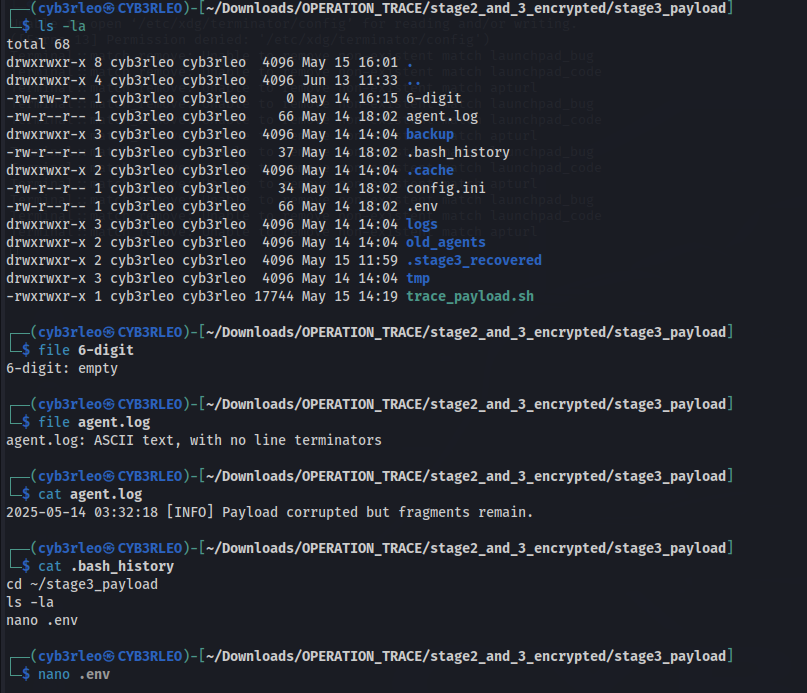 ┌──(cyb3rleo㉿CYB3RLEO)-[~/Downloads/OPERATION_TRACE/stage2_and_3_encrypted/stage3_payload]
└─$ ls -la
total 68
drwxrwxr-x 8 cyb3rleo cyb3rleo  4096 May 15 16:01 .
drwxrwxr-x 4 cyb3rleo cyb3rleo  4096 Jun 13 11:33 ..
-rw-rw-r-- 1 cyb3rleo cyb3rleo     0 May 14 16:15 6-digit
-rw-r--r-- 1 cyb3rleo cyb3rleo    66 May 14 18:02 agent.log
drwxrwxr-x 3 cyb3rleo cyb3rleo  4096 May 14 14:04 backup
-rw-r--r-- 1 cyb3rleo cyb3rleo    37 May 14 18:02 .bash_history
drwxrwxr-x 2 cyb3rleo cyb3rleo  4096 May 14 14:04 .cache
-rw-r--r-- 1 cyb3rleo cyb3rleo    34 May 14 18:02 config.ini
-rw-r--r-- 1 cyb3rleo cyb3rleo    66 May 14 18:02 .env
drwxrwxr-x 3 cyb3rleo cyb3rleo  4096 May 14 14:04 logs
drwxrwxr-x 2 cyb3rleo cyb3rleo  4096 May 14 14:04 old_agents
drwxrwxr-x 2 cyb3rleo cyb3rleo  4096 May 15 11:59 .stage3_recovered
drwxrwxr-x 3 cyb3rleo cyb3rleo  4096 May 14 14:04 tmp
-rwxrwxr-x 1 cyb3rleo cyb3rleo 17744 May 15 14:19 trace_payload.sh
┌──(cyb3rleo㉿CYB3RLEO)-[~/Downloads/OPERATION_TRACE/stage2_and_3_encrypted/stage3_payload]
└─$ file 6-digit
6-digit: empty
┌──(cyb3rleo㉿CYB3RLEO)-[~/Downloads/OPERATION_TRACE/stage2_and_3_encrypted/stage3_payload]
└─$ file agent.log
agent.log: ASCII text, with no line terminators
┌──(cyb3rleo㉿CYB3RLEO)-[~/Downloads/OPERATION_TRACE/stage2_and_3_encrypted/stage3_payload]
└─$ cat agent.log
2025-05-14 03:32:18 [INFO] Payload corrupted but fragments remain.
┌──(cyb3rleo㉿CYB3RLEO)-[~/Downloads/OPERATION_TRACE/stage2_and_3_encrypted/stage3_payload]
└─$ cat .bash_history
cd ~/stage3_payload
ls -la
nano .env
┌──(cyb3rleo㉿CYB3RLEO)-[~/Downloads/OPERATION_TRACE/stage2_and_3_encrypted/stage3_payload]
└─$ nano .env